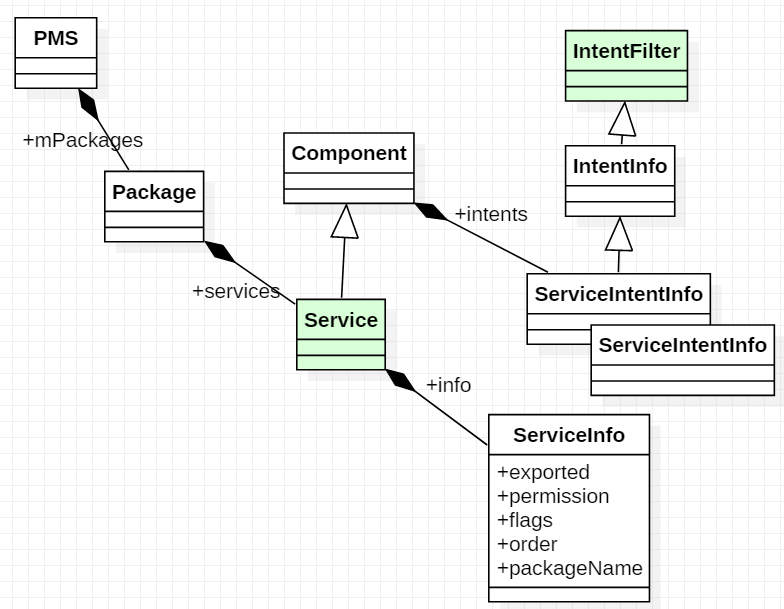 PMS
IntentFilter
+mPackages
Component
IntentInfo
Package
+intents
+services
ServiceIntentInfo
Service
ServiceIntentInfo
+info
ServiceInfo
+exported
+permission
+flags
+order
+packageName